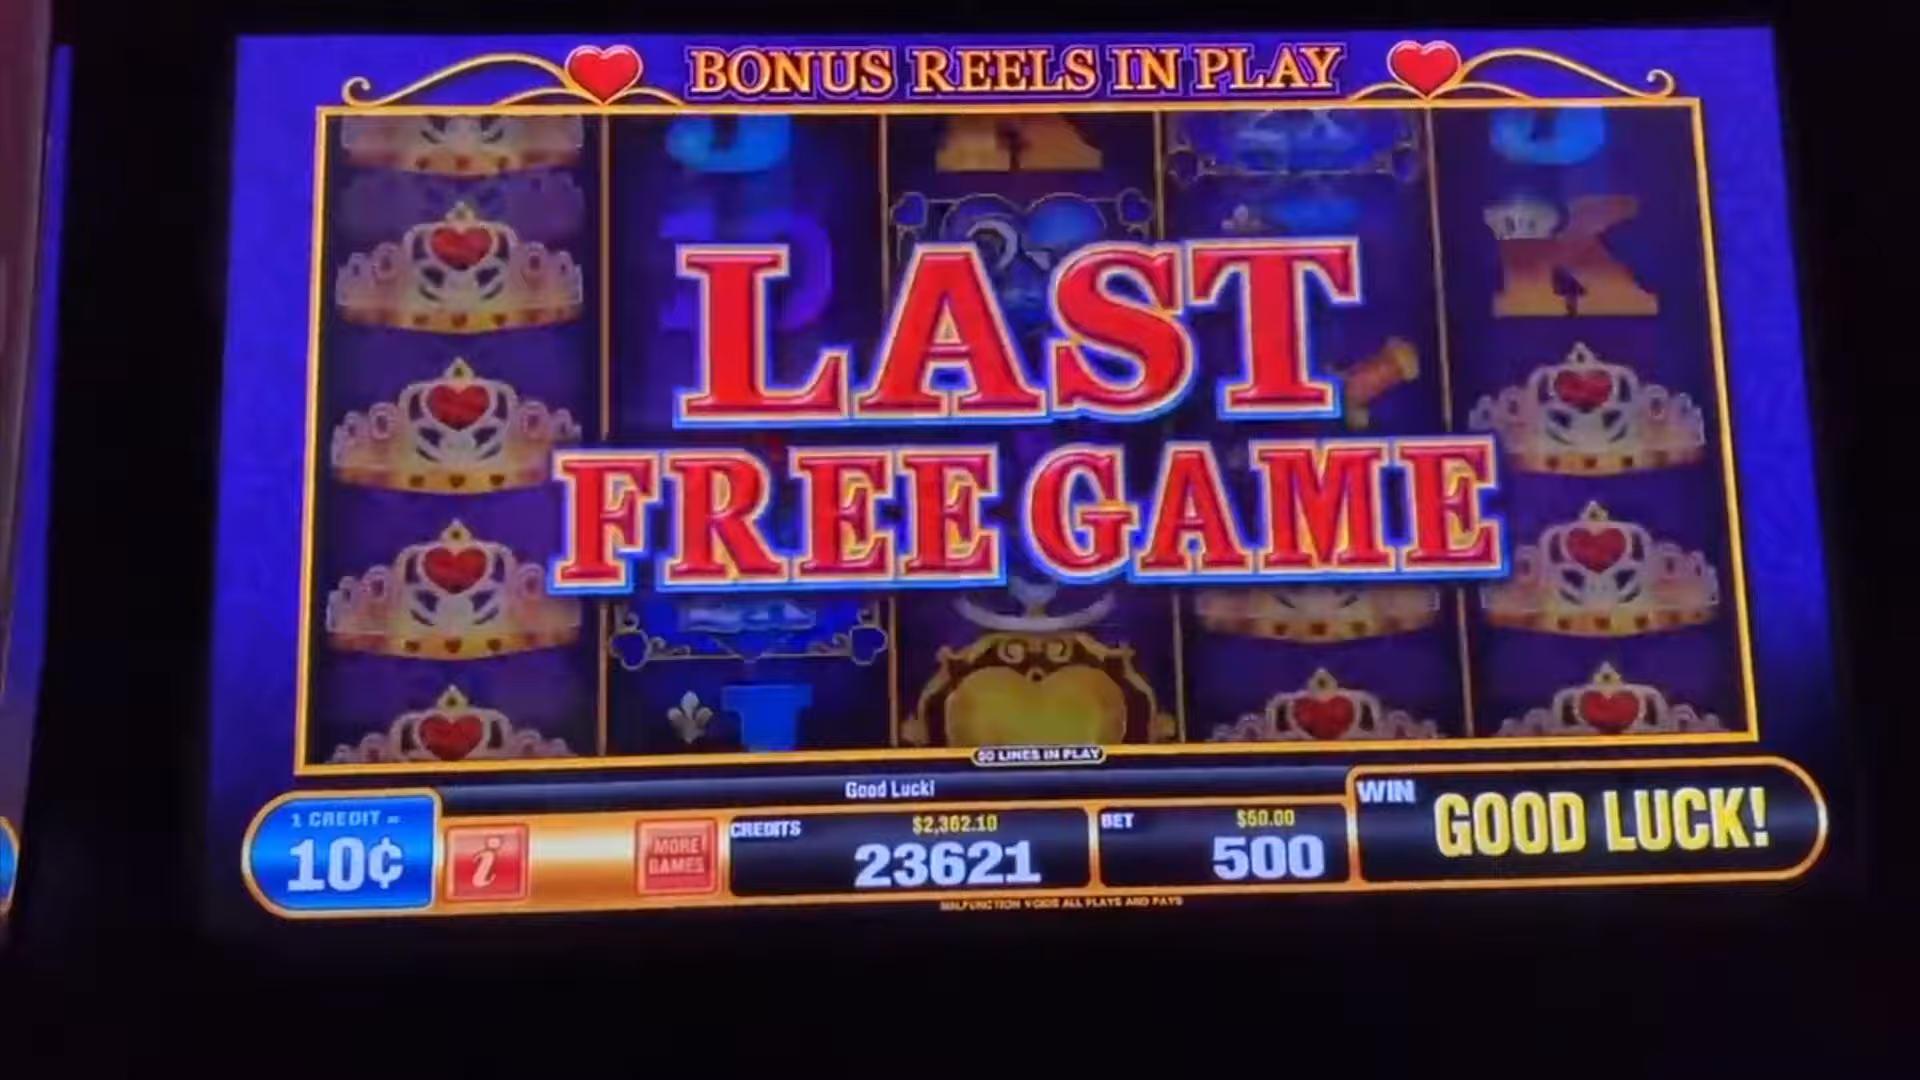 BONUS REELS IN PLAY
J K J
K
LAST
FREE GAME
50 LINES IN PLAY
Good Luck!
1 CREDIT =
10¢
i
MORE
GAMES
CREDITS
$2,362.10
23621
BET
$50.00
500
WIN
GOOD LUCK!
MALFUNCTION VOIDS ALL PLAYS AND PAYS